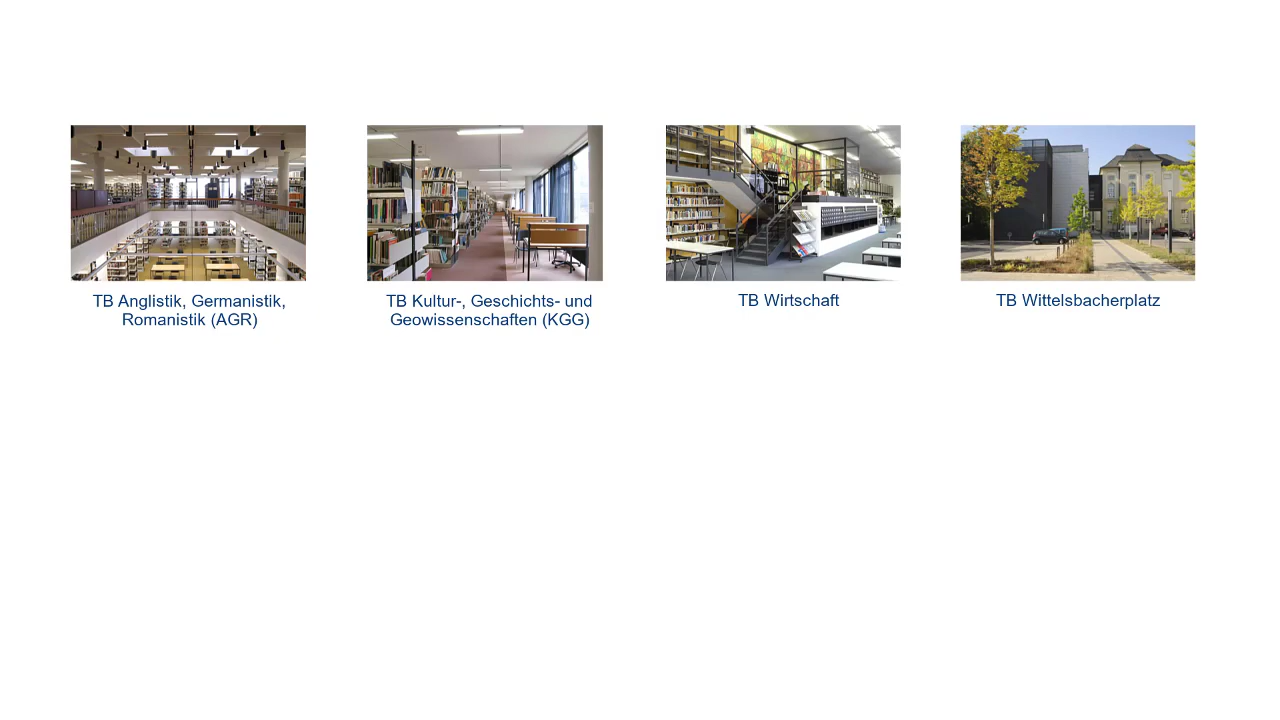 TB Anglistik, Germanistik,
Romanistik (AGR)
TB Kultur-, Geschichts- und
Geowissenschaften (KGG)
TB Wirtschaft
TB Wittelsbacherplatz